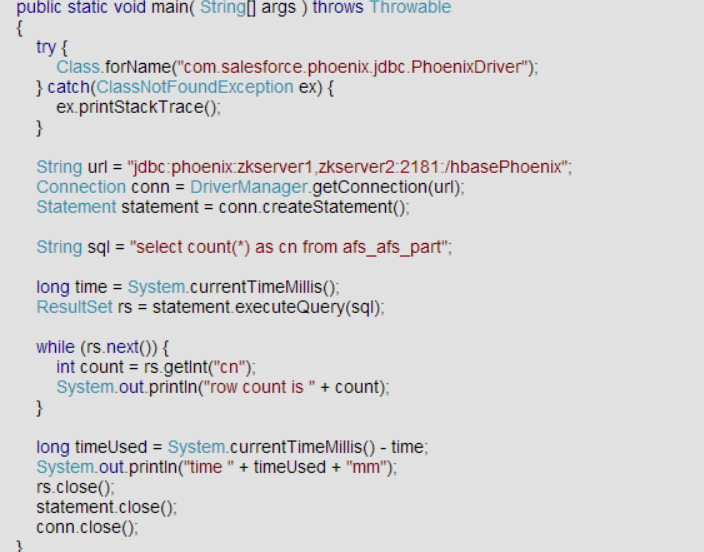 public static void main( String[] args ) throws Throwable
{
try {
Class.forName("com.salesforce.phoenix.jdbc.PhoenixDriver");
} catch(ClassNotFoundException ex) {
ex.printStackTrace();
}
String url = "jdbc:phoenix:zkserver1,zkserver2:2181:/hbasePhoenix";
Connection conn = DriverManager.getConnection(url);
Statement statement = conn.createStatement();
String sql = "select count(*) as cn from afs_afs_part";
long time = System.currentTimeMillis();
ResultSet rs = statement.executeQuery(sql);
while (rs.next()) {
int count = rs.getInt("cn");
System.out.println("row count is " + count);
}
long timeUsed = System.currentTimeMillis() - time;
System.out.println("time " + timeUsed + "mm");
rs.close();
statement.close();
conn.close();
}